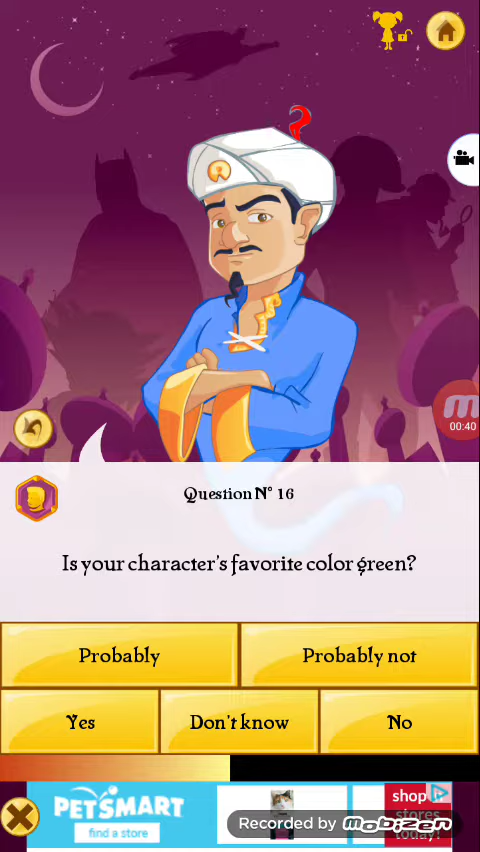 00:40
Question N° 16
Is your character's favorite color green?
Probably
Probably not
Yes
Don't know
No
PETSMART
find a store
shop
stores
today!
Recorded by mobizen